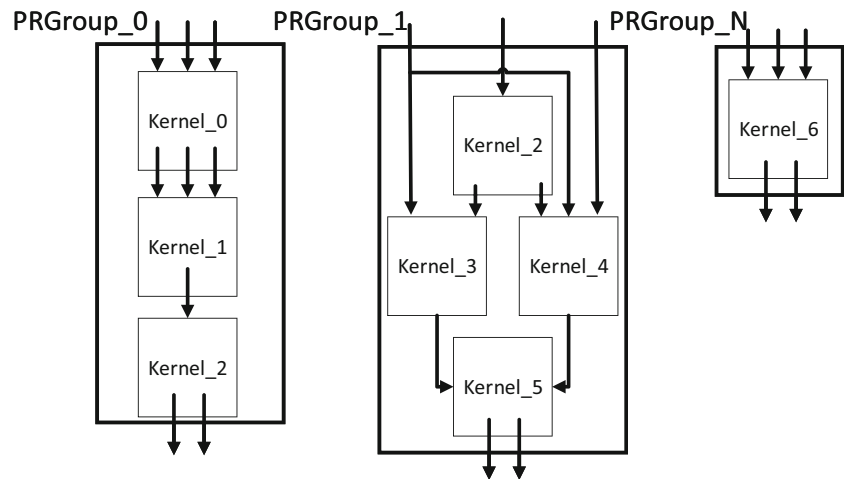 PRGroup_0
PRGroup_1
PRGroup_N
Kernel_0
Kernel_1
Kernel_2
Kernel_2
Kernel_3
Kernel_4
Kernel_5
Kernel_6